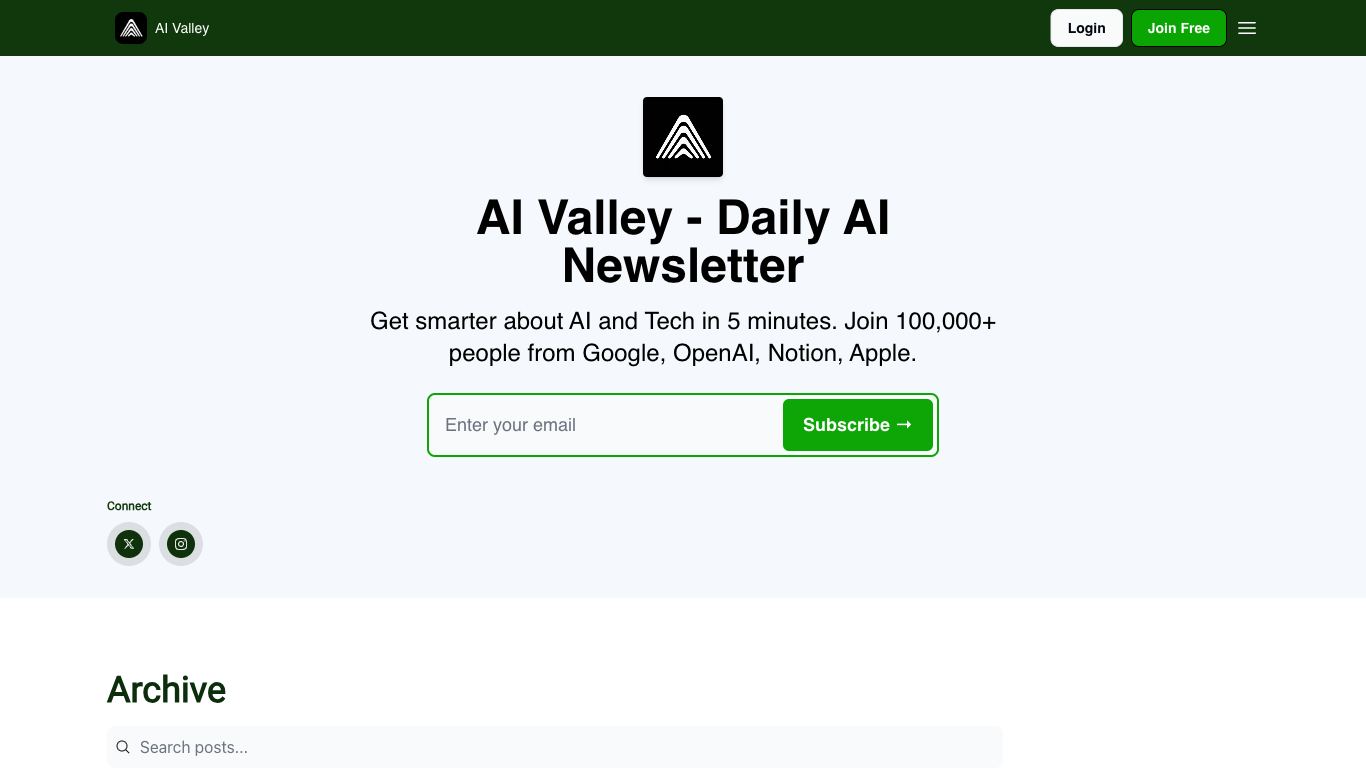 AI Valley
Login
Join Free
AI Valley - Daily AI
Newsletter
Get smarter about AI and Tech in 5 minutes. Join 100,000+
people from Google, OpenAI, Notion, Apple.
Enter your email
Subscribe →
Connect
Archive
Search posts...